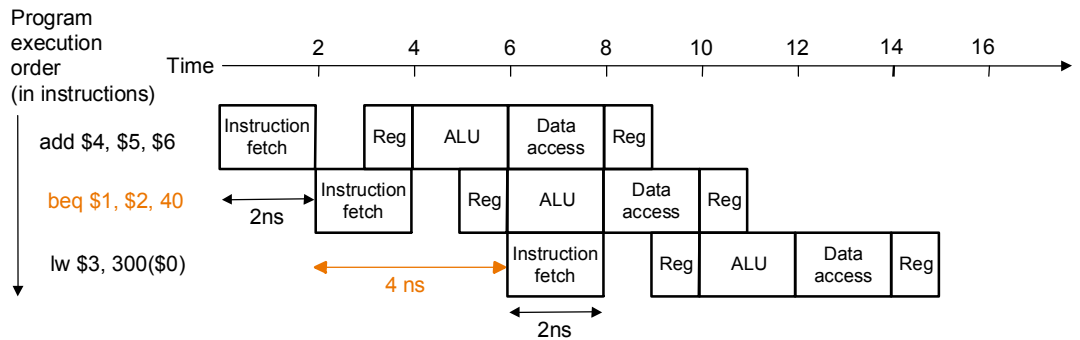 Program
execution
order
(in instructions)
Time
2 4 6 8 10 12 14 16
add $4, $5, $6
Instruction
fetch
Reg
ALU
Data
access
Reg
beq $1, $2, 40
2ns
Instruction
fetch
Reg
ALU
Data
access
Reg
lw $3, 300($0)
4 ns
Instruction
fetch
Reg
ALU
Data
access
Reg
2ns